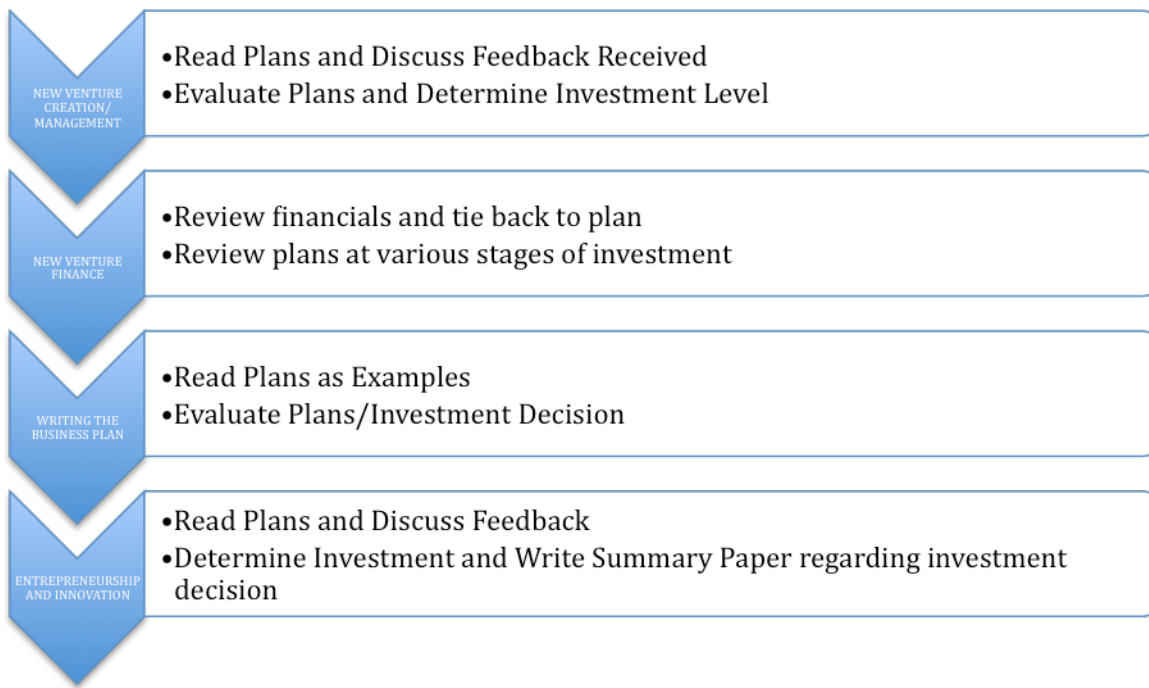 NEW VENTURE
CREATION/
MANAGEMENT
•Read Plans and Discuss Feedback Received
•Evaluate Plans and Determine Investment Level
NEW VENTURE
FINANCE
•Review financials and tie back to plan
•Review plans at various stages of investment
WRITING THE
BUSINESS PLAN
•Read Plans as Examples
•Evaluate Plans/Investment Decision
ENTREPRENEURSHIP
AND INNOVATION
•Read Plans and Discuss Feedback
•Determine Investment and Write Summary Paper regarding investment
decision